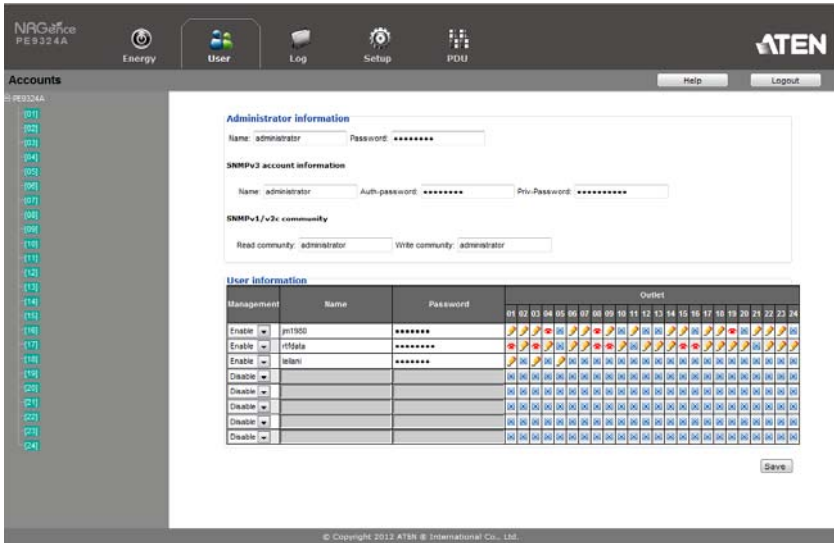 NRGence
PE9324A
Energy
User
Log
Setup
PDU
ATEN
Accounts
Help
Logout
PE9324A
[01]
[02]
[03]
[04]
[05]
[06]
[07]
[08]
[09]
[10]
[11]
[12]
[13]
[14]
[15]
[16]
[17]
[18]
[19]
[20]
[21]
[22]
[23]
[24]
Administrator information
Name: administrator Password: ••••••••
SNMPv3 account information
Name: administrator Auth-password: •••••••• Priv-Password: ••••••••••
SNMPv1/v2c community
Read community: administrator Write community: administrator
User information
Management Name Password Outlet
01 02 03 04 05 06 07 08 09 10 11 12 13 14 15 16 17 18 19 20 21 22 23 24
Enable jm1980 •••••••
Enable rtfdata ••••••••
Enable leilani •••••••
Disable
Disable
Disable
Disable
Disable
Save
© Copyright 2012 ATEN ® International Co., Ltd.